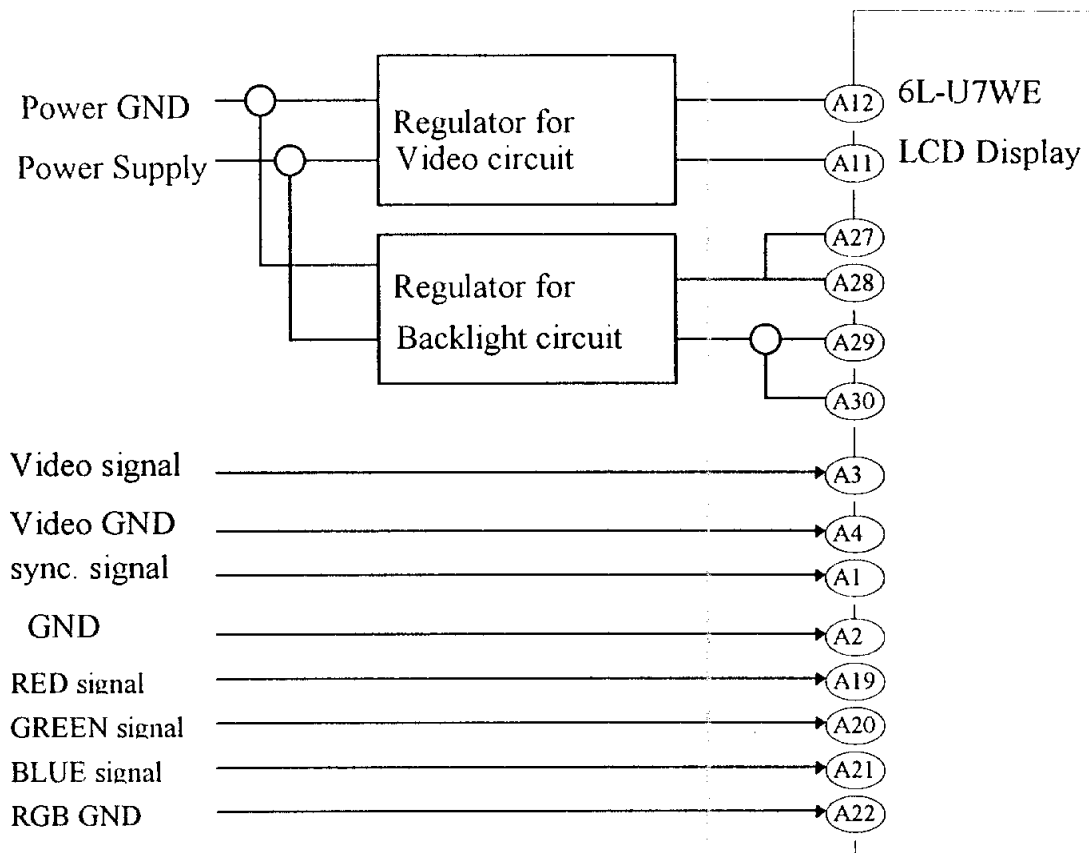 Power GND
Power Supply
Regulator for
Video circuit
Regulator for
Backlight circuit
A12
A11
A27
A28
A29
A30
6L-U7WE
LCD Display
Video signal
A3
Video GND
A4
sync. signal
A1
GND
A2
RED signal
A19
GREEN signal
A20
BLUE signal
A21
RGB GND
A22